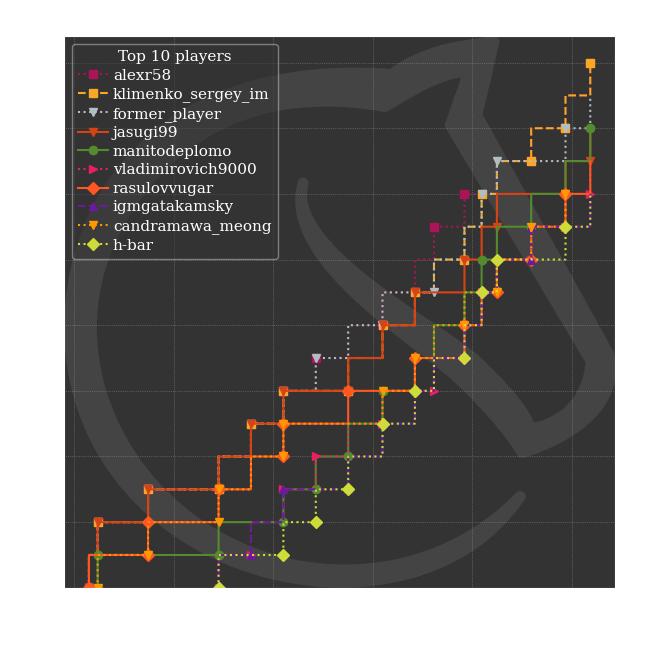 Top 10 players
alexr58
klimenko_sergey_im
former_player
jasugi99
manitodeplomo
vladimirovich9000
rasulovvugar
igmgatakamsky
candramawa_meong
h-bar